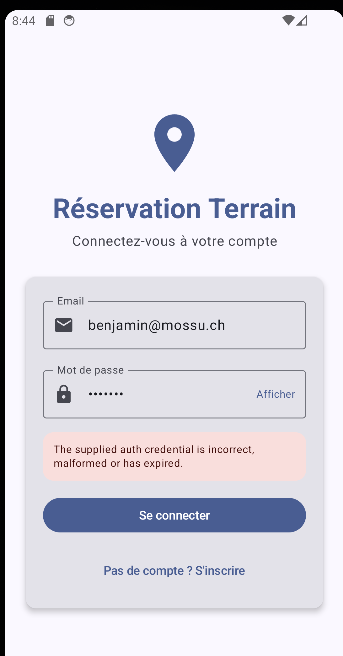 8:44
Réservation Terrain
Connectez-vous à votre compte
Email
benjamin@mossu.ch
Mot de passe
•••••••
Afficher
The supplied auth credential is incorrect,
malformed or has expired.
Se connecter
Pas de compte ? S'inscrire